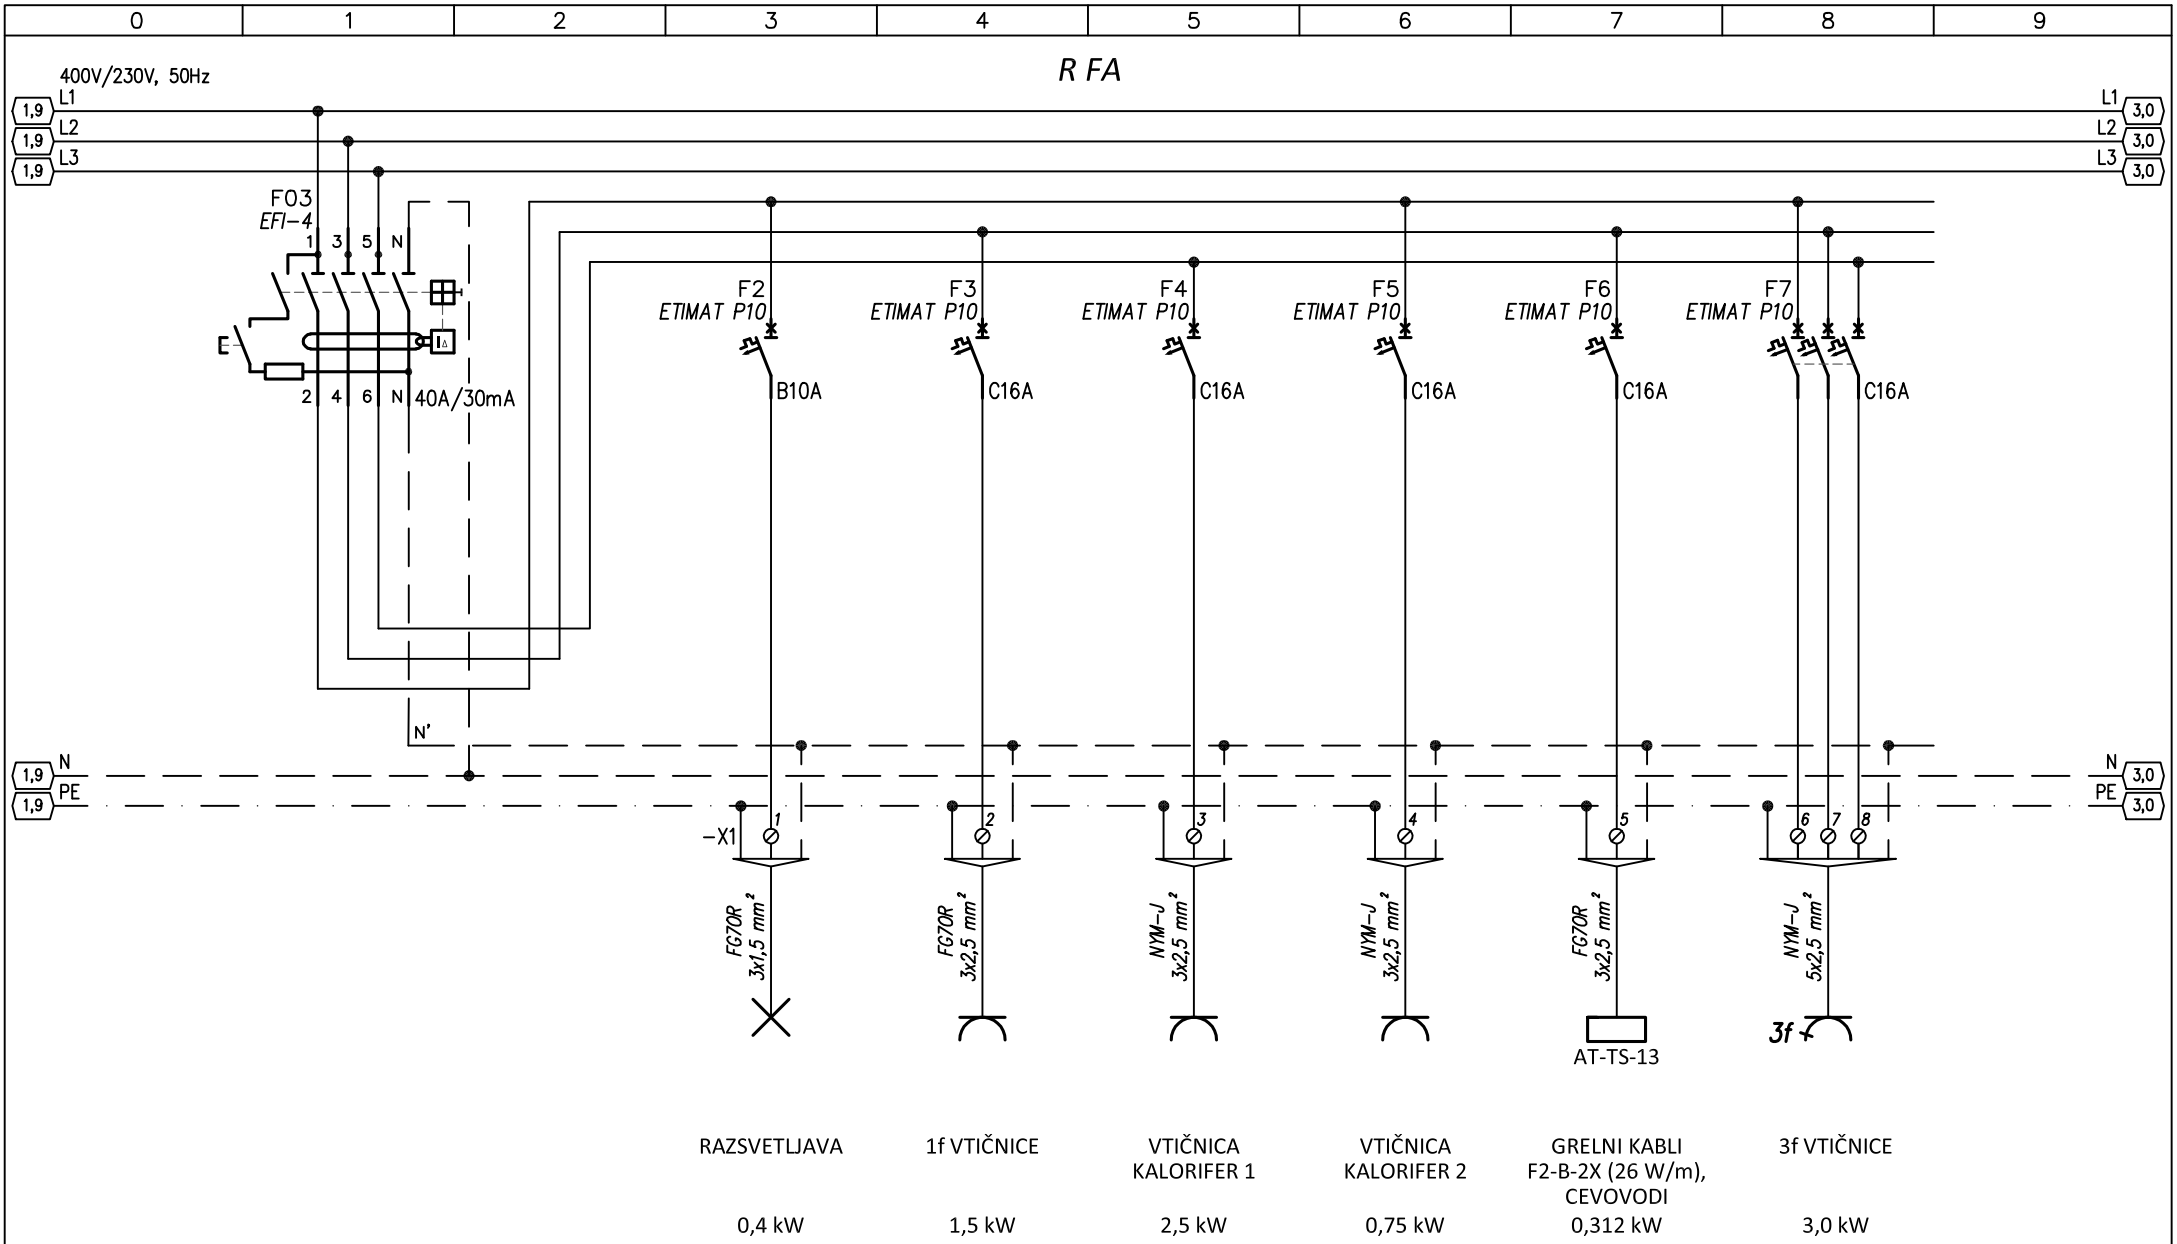 0 1 2 3 4 5 6 7 8 9
R FA
400V/230V, 50Hz
1,9 L1 L1 3,0
1,9 L2 L2 3,0
1,9 L3 L3 3,0
F03
EFI-4
1 3 5 N
I Δ
2 4 6 N 40A/30mA
F2
ETIMAT P10
B10A
F3
ETIMAT P10
C16A
F4
ETIMAT P10
C16A
F5
ETIMAT P10
C16A
F6
ETIMAT P10
C16A
F7
ETIMAT P10
C16A
N'
1,9 N N 3,0
1,9 PE PE 3,0
-X1 1 2 3 4 5 6 7 8
FG7OR
3x1,5 mm²
FG7OR
3x2,5 mm²
NYM-J
3x2,5 mm²
NYM-J
3x2,5 mm²
FG7OR
3x2,5 mm²
NYM-J
5x2,5 mm²
3f
AT-TS-13
RAZSVETLJAVA
0,4 kW
1f VTIČNICE
1,5 kW
VTIČNICA
KALORIFER 1
2,5 kW
VTIČNICA
KALORIFER 2
0,75 kW
GRELNI KABLI
F2-B-2X (26 W/m),
CEVOVODI
0,312 kW
3f VTIČNICE
3,0 kW